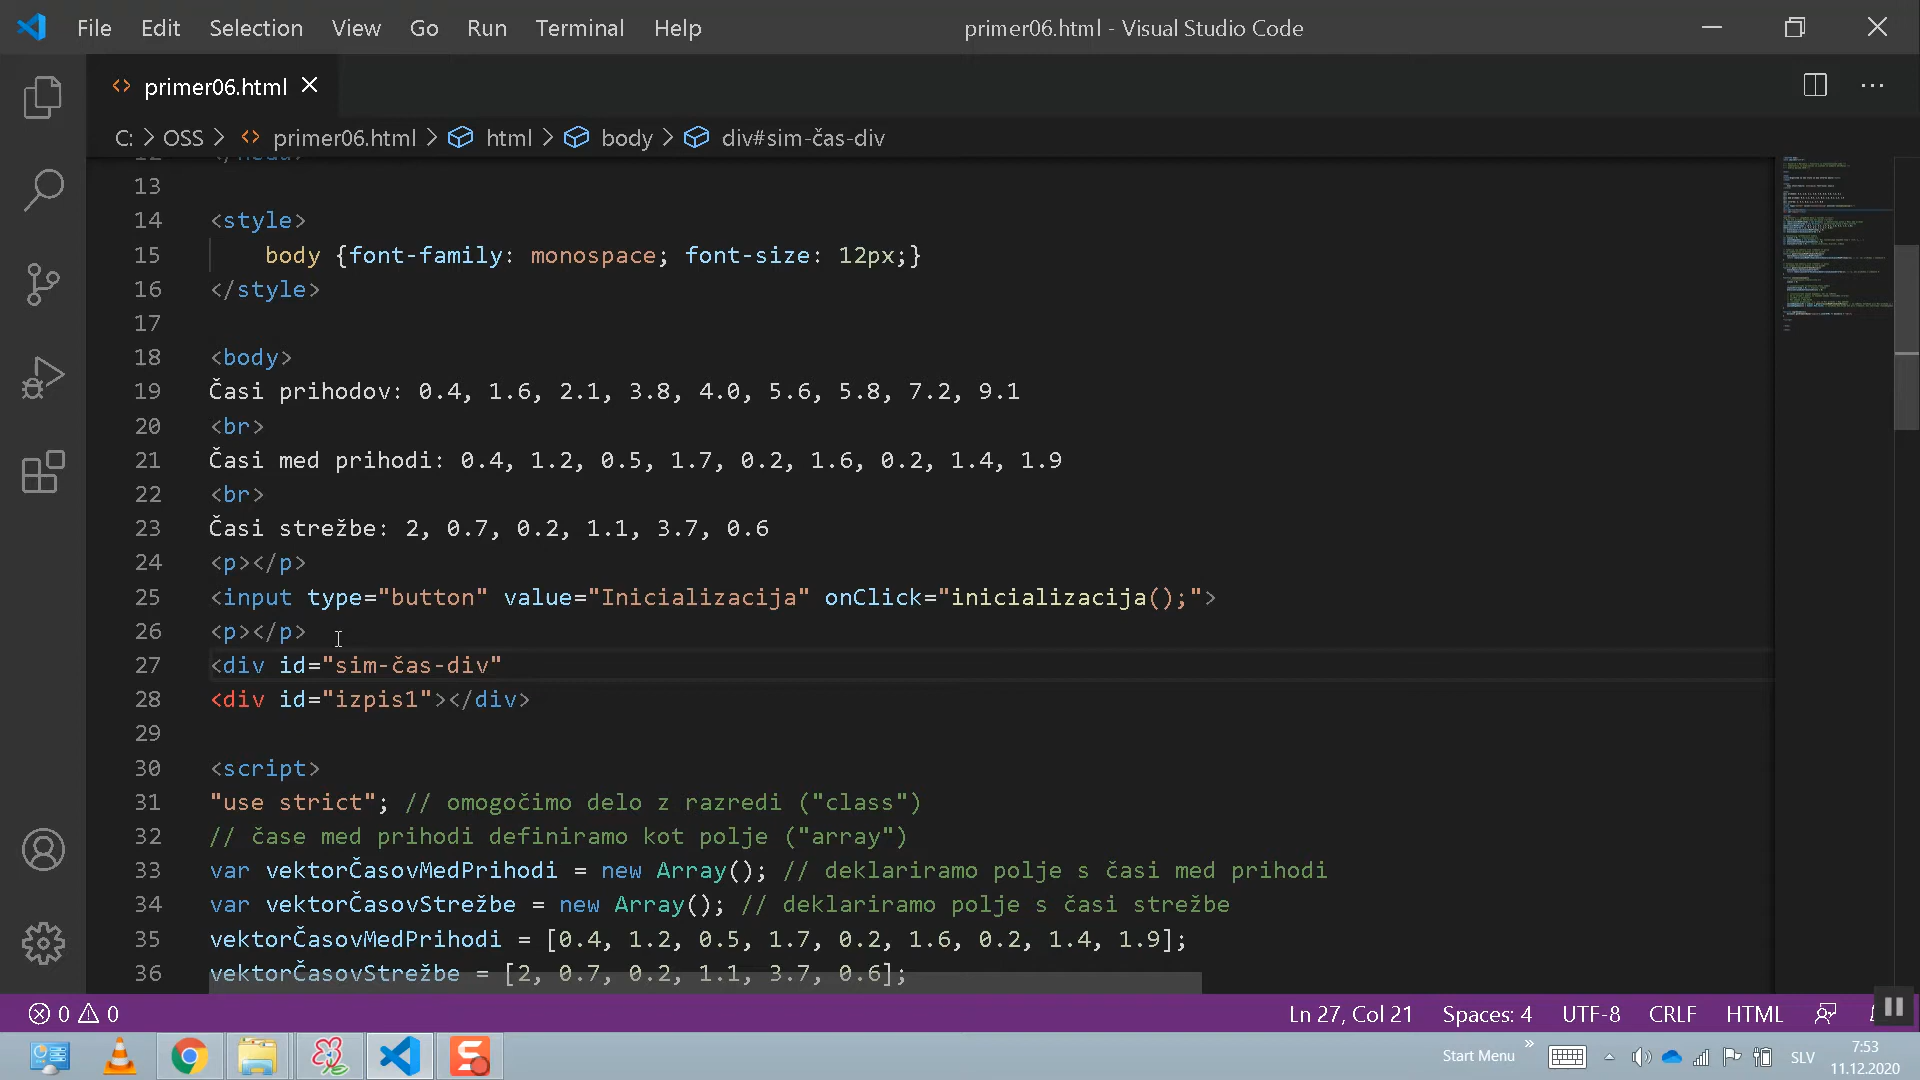 File Edit Selection View Go Run Terminal Help primer06.html - Visual Studio Code
primer06.html
C: > OSS > primer06.html > html > body > div#sim-čas-div
13
14 <style>
15 body {font-family: monospace; font-size: 12px;}
16 </style>
17
18 <body>
19 Časi prihodov: 0.4, 1.6, 2.1, 3.8, 4.0, 5.6, 5.8, 7.2, 9.1
20 <br>
21 Časi med prihodi: 0.4, 1.2, 0.5, 1.7, 0.2, 1.6, 0.2, 1.4, 1.9
22 <br>
23 Časi strežbe: 2, 0.7, 0.2, 1.1, 3.7, 0.6
24 <p></p>
25 <input type="button" value="Inicializacija" onClick="inicializacija();">
26 <p></p>
27 <div id="sim-čas-div"
28 <div id="izpis1"></div>
29
30 <script>
31 "use strict"; // omogočimo delo z razredi ("class")
32 // čase med prihodi definiramo kot polje ("array")
33 var vektorČasovMedPrihodi = new Array(); // deklariramo polje s časi med prihodi
34 var vektorČasovStrežbe = new Array(); // deklariramo polje s časi strežbe
35 vektorČasovMedPrihodi = [0.4, 1.2, 0.5, 1.7, 0.2, 1.6, 0.2, 1.4, 1.9];
36 vektorČasovStrežbe = [2, 0.7, 0.2, 1.1, 3.7, 0.6];
0 0 Ln 27, Col 21 Spaces: 4 UTF-8 CRLF HTML
Start Menu SLV 7:53
11.12.2020